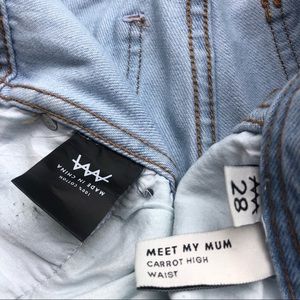 MADE IN CHINA
100% COTTON
28
MEET MY MUM
CARROT HIGH
WAIST